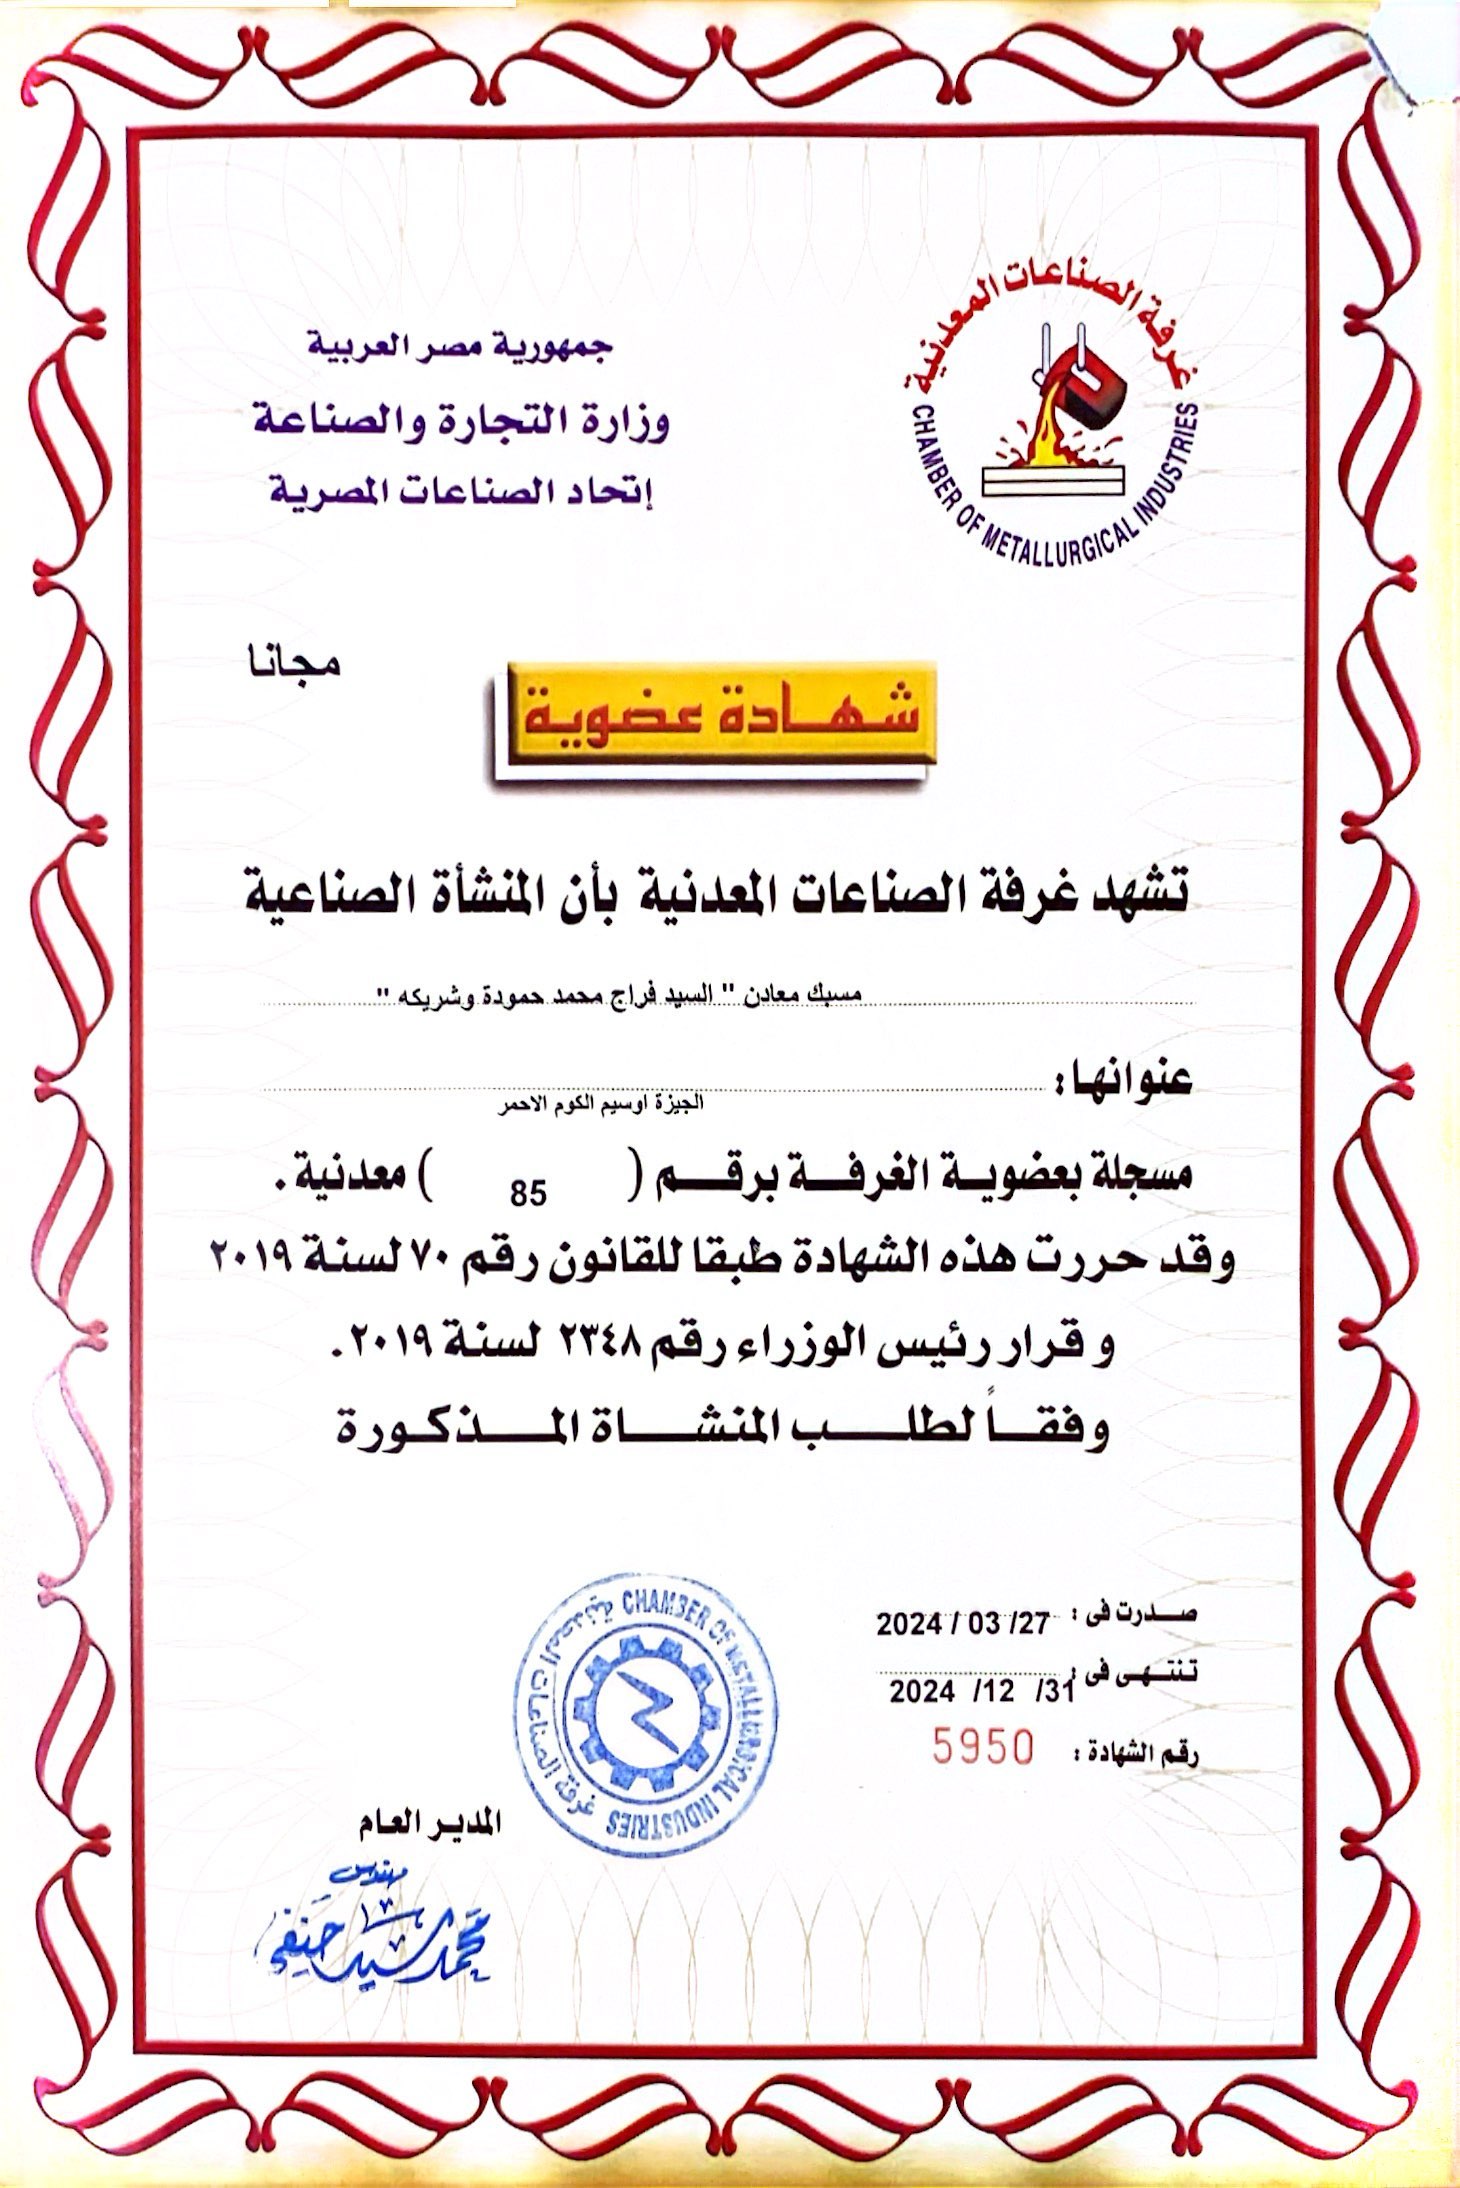 غرفة الصناعات المعدنية
CHAMBER OF METALLURGICAL INDUSTRIES
جمهورية مصر العربية
وزارة التجارة والصناعة
إتحاد الصناعات المصرية
مجانا
شهادة عضوية
تشهد غرفة الصناعات المعدنية بأن المنشأة الصناعية
مسبك معادن " السيد فراج محمد حمودة وشريكه "
عنوانها:
الجيزة اوسيم الكوم الاحمر
مسجلة بعضوية الغرفة برقم ( 85 ) معدنية .
وقد حررت هذه الشهادة طبقا للقانون رقم ٧٠ لسنة ٢٠١٩
و قرار رئيس الوزراء رقم ٢٣٤٨ لسنة ٢٠١٩.
وفقاً لطلب المنشاة المذكورة
صدرت فى : 27/ 03 / 2024
تنتهى فى : 31/ 12/ 2024
رقم الشهادة : 5950
CHAMBER OF METALLURGICAL INDUSTRIES
غرفة الصناعات المعدنية
المدير العام
مهندس
محمد سيد حنفي